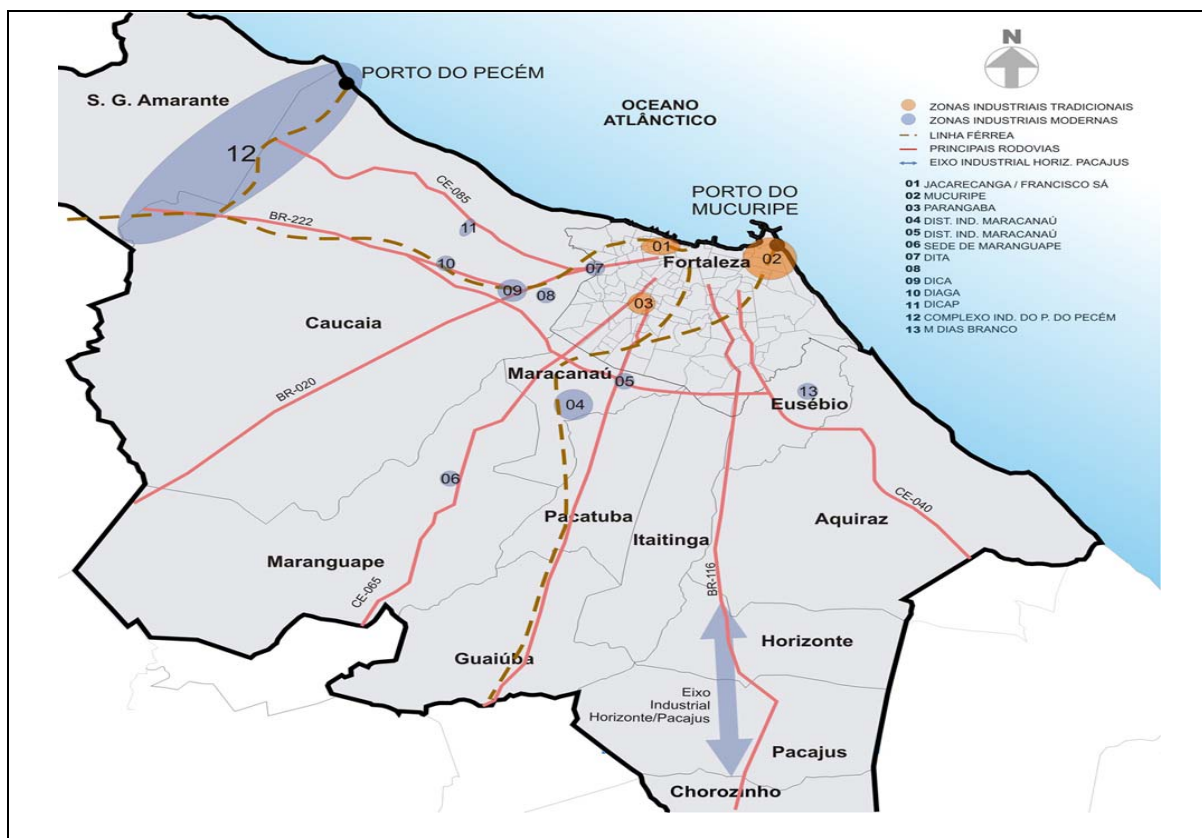 PORTO DO PECÉM
S. G. Amarante
12
OCEANO
ATLÂNCTICO
N
ZONAS INDUSTRIAIS TRADICIONAIS
ZONAS INDUSTRIAIS MODERNAS
LINHA FÉRREA
PRINCIPAIS RODOVIAS
EIXO INDUSTRIAL HORIZ. PACAJUS
01 JACARECANGA / FRANCISCO SÁ
02 MUCURIPE
03 PARANGABA
04 DIST. IND. MARACANAÚ
05 DIST. IND. MARACANAÚ
06 SEDE DE MARANGUAPE
07 DITA
08
09 DICA
10 DIAGA
11 DICAP
12 COMPLEXO IND. DO P. DO PECÉM
13 M DIAS BRANCO
PORTO DO
MUCURIPE
CE-085
BR-222
11
01
10
07
Fortaleza
02
09
08
03
Caucaia
BR-020
Maracanaú
05
04
13
Eusébio
06
CE-040
Pacatuba
Aquiraz
Itaitinga
Maranguape
CE-065
BR-116
Horizonte
Guaiúba
Eixo
Industrial
Horizonte/Pacajus
Pacajus
Chorozinho